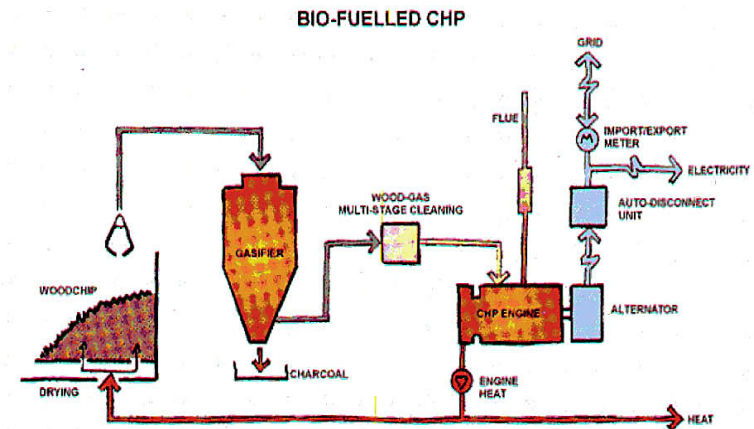 BIO-FUELLED CHP
GRID
FLUE
M
IMPORT/EXPORT
METER
ELECTRICITY
WOOD-GAS
MULTI-STAGE CLEANING
AUTO-DISCONNECT
UNIT
GASIFIER
WOODCHIP
CHP ENGINE
ALTERNATOR
CHARCOAL
ENGINE
HEAT
DRYING
HEAT